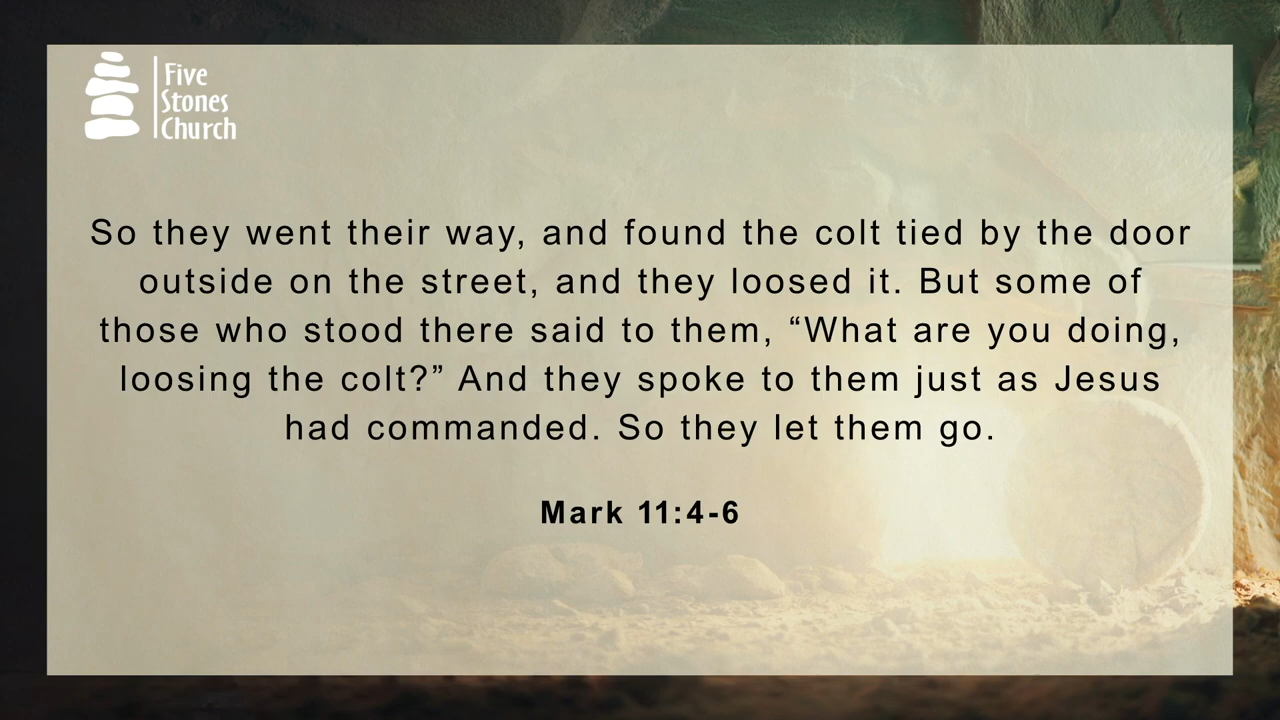 Five
Stones
Church
So they went their way, and found the colt tied by the door
outside on the street, and they loosed it. But some of
those who stood there said to them, “What are you doing,
loosing the colt?” And they spoke to them just as Jesus
had commanded. So they let them go.
Mark 11:4-6